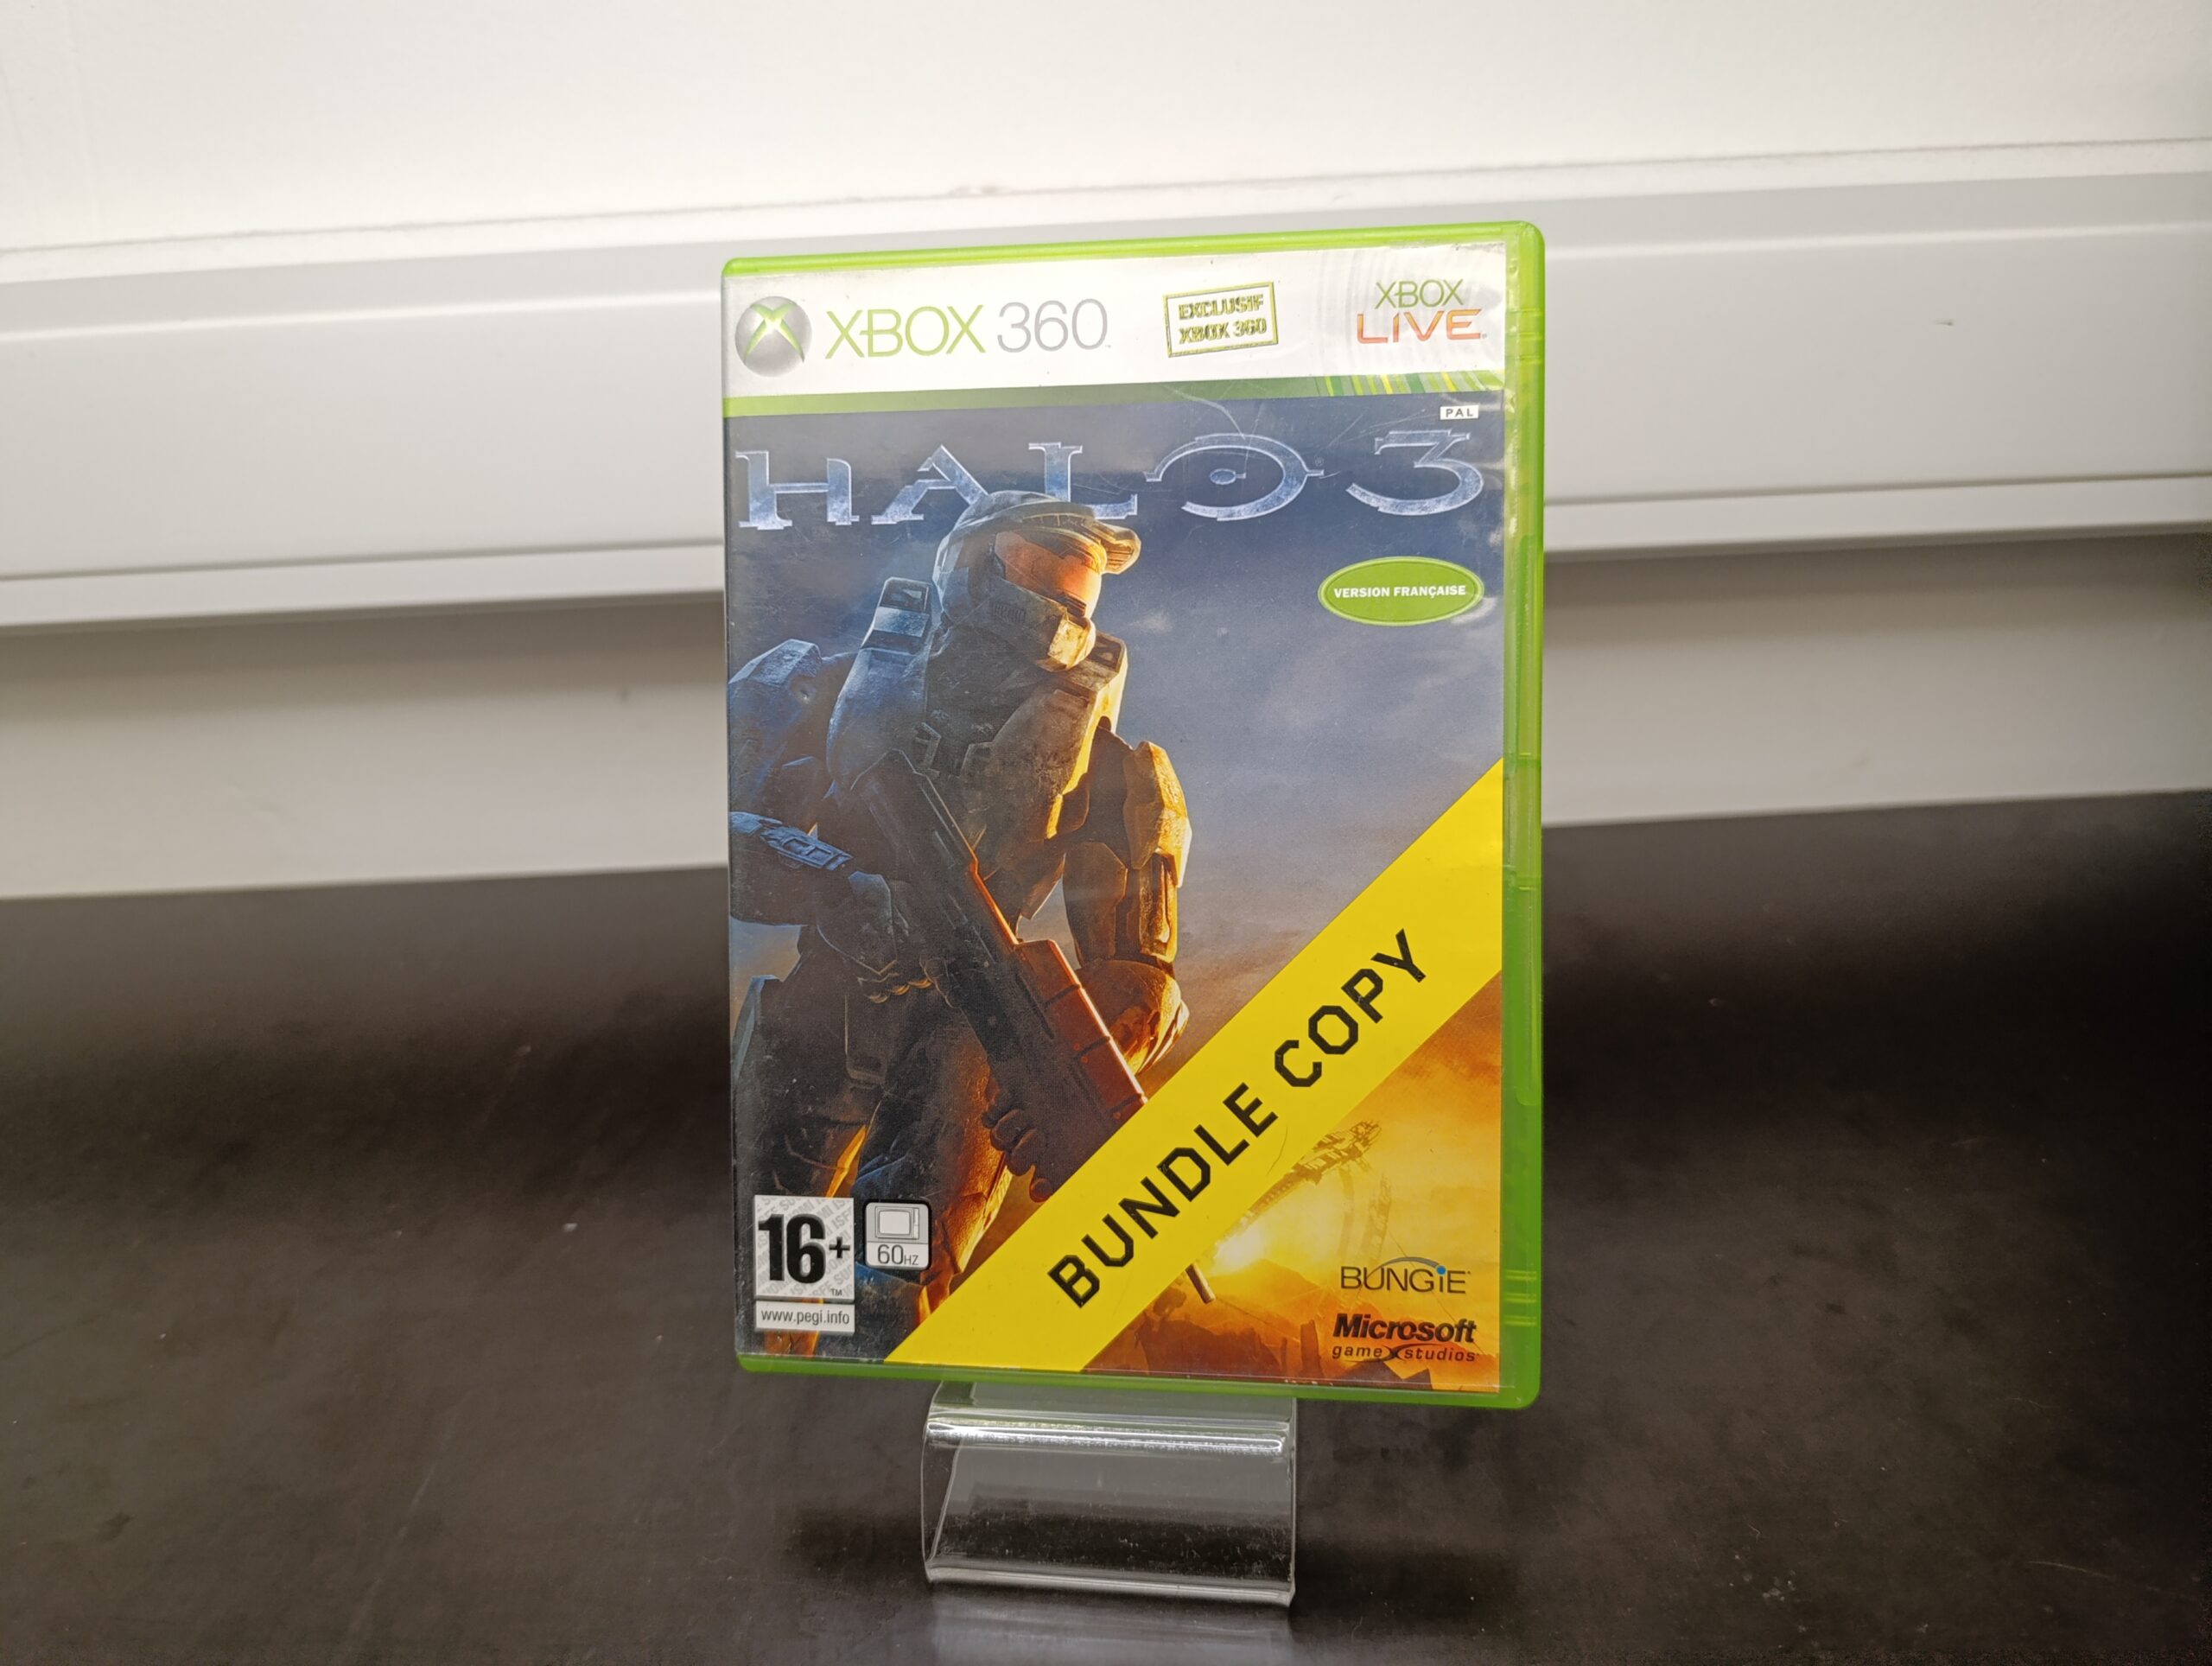 XBOX 360
EXCLUSIF
XBOX 360
XBOX
LIVE
PAL
HALO 3
VERSION FRANÇAISE
BUNDLE COPY
16+
TM
www.pegi.info
60HZ
BUNGiE
Microsoft
game studios